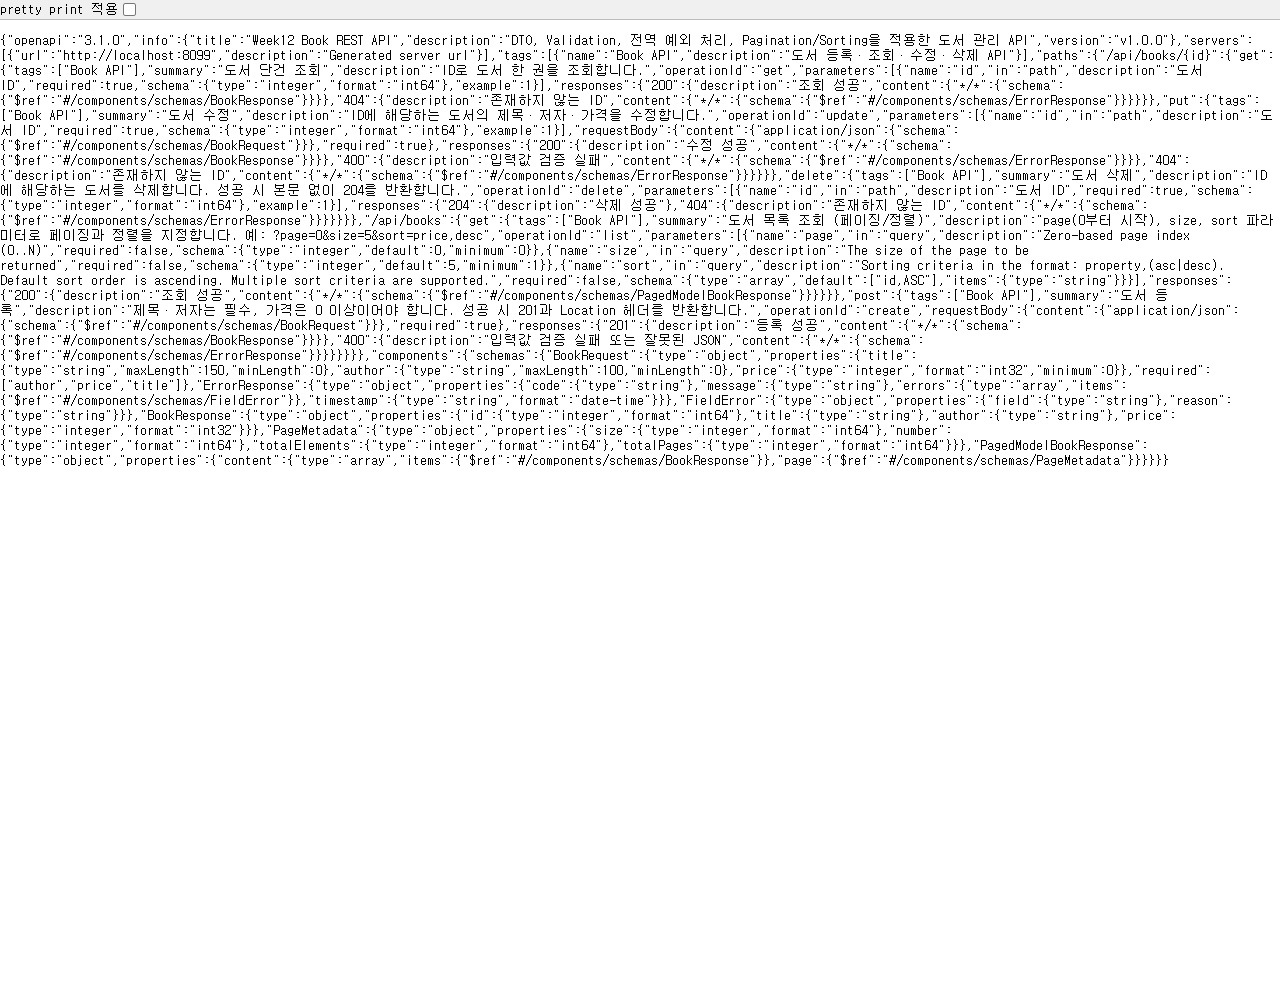 pretty print 적용
{"openapi":"3.1.0","info":{"title":"Week12 Book REST API","description":"DTO, Validation, 전역 예외 처리, Pagination/Sorting을 적용한 도서 관리 API","version":"v1.0.0"},"servers":
[{"url":"http://localhost:8099","description":"Generated server url"}],"tags":[{"name":"Book API","description":"도서 등록·조회·수정·삭제 API"}],"paths":{"/api/books/{id}":{"get":
{"tags":["Book API"],"summary":"도서 단건 조회","description":"ID로 도서 한 권을 조회합니다.","operationId":"get","parameters":[{"name":"id","in":"path","description":"도서
ID","required":true,"schema":{"type":"integer","format":"int64"},"example":1}],"responses":{"200":{"description":"조회 성공","content":{"*/*":{"schema":
{"$ref":"#/components/schemas/BookResponse"}}}},"404":{"description":"존재하지 않는 ID","content":{"*/*":{"schema":{"$ref":"#/components/schemas/ErrorResponse"}}}}}},"put":{"tags":
["Book API"],"summary":"도서 수정","description":"ID에 해당하는 도서의 제목·저자·가격을 수정합니다.","operationId":"update","parameters":[{"name":"id","in":"path","description":"도
서 ID","required":true,"schema":{"type":"integer","format":"int64"},"example":1}],"requestBody":{"content":{"application/json":{"schema":
{"$ref":"#/components/schemas/BookRequest"}}},"required":true},"responses":{"200":{"description":"수정 성공","content":{"*/*":{"schema":
{"$ref":"#/components/schemas/BookResponse"}}}},"400":{"description":"입력값 검증 실패","content":{"*/*":{"schema":{"$ref":"#/components/schemas/ErrorResponse"}}}},"404":
{"description":"존재하지 않는 ID","content":{"*/*":{"schema":{"$ref":"#/components/schemas/ErrorResponse"}}}}}},"delete":{"tags":["Book API"],"summary":"도서 삭제","description":"ID
에 해당하는 도서를 삭제합니다. 성공 시 본문 없이 204를 반환합니다.","operationId":"delete","parameters":[{"name":"id","in":"path","description":"도서 ID","required":true,"schema":
{"type":"integer","format":"int64"},"example":1}],"responses":{"204":{"description":"삭제 성공"},"404":{"description":"존재하지 않는 ID","content":{"*/*":{"schema":
{"$ref":"#/components/schemas/ErrorResponse"}}}}}}},"/api/books":{"get":{"tags":["Book API"],"summary":"도서 목록 조회 (페이징/정렬)","description":"page(0부터 시작), size, sort 파라
미터로 페이징과 정렬을 지정합니다. 예: ?page=0&size=5&sort=price,desc","operationId":"list","parameters":[{"name":"page","in":"query","description":"Zero-based page index
(0..N)","required":false,"schema":{"type":"integer","default":0,"minimum":0}},{"name":"size","in":"query","description":"The size of the page to be
returned","required":false,"schema":{"type":"integer","default":5,"minimum":1}},{"name":"sort","in":"query","description":"Sorting criteria in the format: property,(asc|desc).
Default sort order is ascending. Multiple sort criteria are supported.","required":false,"schema":{"type":"array","default":["id,ASC"],"items":{"type":"string"}}}],"responses":
{"200":{"description":"조회 성공","content":{"*/*":{"schema":{"$ref":"#/components/schemas/PagedModelBookResponse"}}}}}},"post":{"tags":["Book API"],"summary":"도서 등
록","description":"제목·저자는 필수, 가격은 0 이상이어야 합니다. 성공 시 201과 Location 헤더를 반환합니다.","operationId":"create","requestBody":{"content":{"application/json":
{"schema":{"$ref":"#/components/schemas/BookRequest"}}},"required":true},"responses":{"201":{"description":"등록 성공","content":{"*/*":{"schema":
{"$ref":"#/components/schemas/BookResponse"}}}},"400":{"description":"입력값 검증 실패 또는 잘못된 JSON","content":{"*/*":{"schema":
{"$ref":"#/components/schemas/ErrorResponse"}}}}}}}},"components":{"schemas":{"BookRequest":{"type":"object","properties":{"title":
{"type":"string","maxLength":150,"minLength":0},"author":{"type":"string","maxLength":100,"minLength":0},"price":{"type":"integer","format":"int32","minimum":0}},"required":
["author","price","title"]},"ErrorResponse":{"type":"object","properties":{"code":{"type":"string"},"message":{"type":"string"},"errors":{"type":"array","items":
{"$ref":"#/components/schemas/FieldError"}},"timestamp":{"type":"string","format":"date-time"}}},"FieldError":{"type":"object","properties":{"field":{"type":"string"},"reason":
{"type":"string"}}},"BookResponse":{"type":"object","properties":{"id":{"type":"integer","format":"int64"},"title":{"type":"string"},"author":{"type":"string"},"price":
{"type":"integer","format":"int32"}}},"PageMetadata":{"type":"object","properties":{"size":{"type":"integer","format":"int64"},"number":
{"type":"integer","format":"int64"},"totalElements":{"type":"integer","format":"int64"},"totalPages":{"type":"integer","format":"int64"}}},"PagedModelBookResponse":
{"type":"object","properties":{"content":{"type":"array","items":{"$ref":"#/components/schemas/BookResponse"}},"page":{"$ref":"#/components/schemas/PageMetadata"}}}}}}